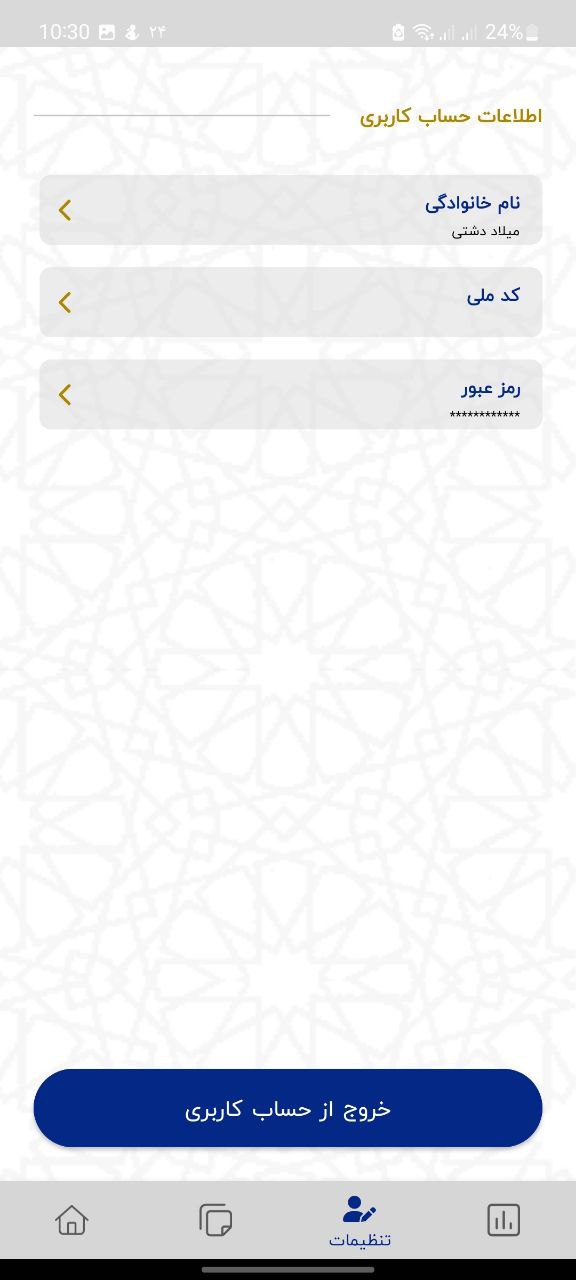 10:30
۲۴
24%
اطلاعات حساب کاربری
نام خانوادگی
میلاد دشتی
کد ملی
رمز عبور
************
خروج از حساب کاربری
تنظیمات